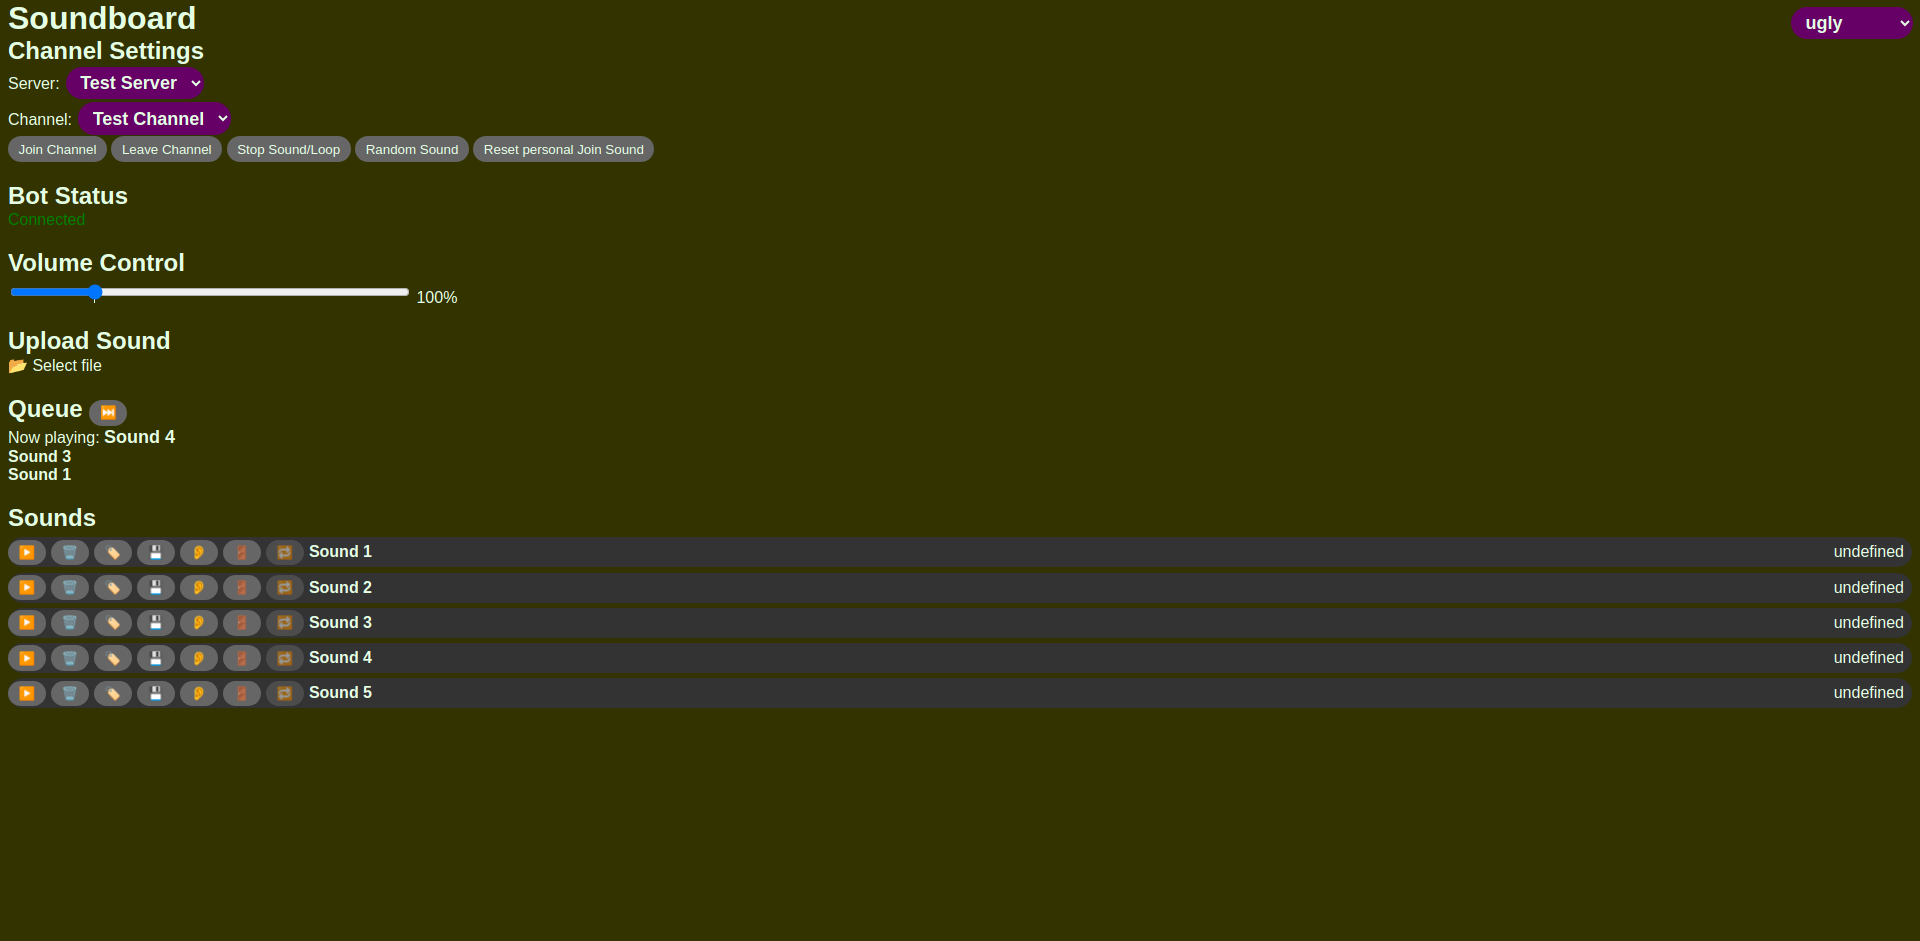 Soundboard
ugly
Channel Settings
Server: Test Server
Channel: Test Channel
Join Channel Leave Channel Stop Sound/Loop Random Sound Reset personal Join Sound
Bot Status
Connected
Volume Control
100%
Upload Sound
📂 Select file
Queue ⏭️
Now playing: Sound 4
Sound 3
Sound 1
Sounds
Sound 1 undefined
Sound 2 undefined
Sound 3 undefined
Sound 4 undefined
Sound 5 undefined